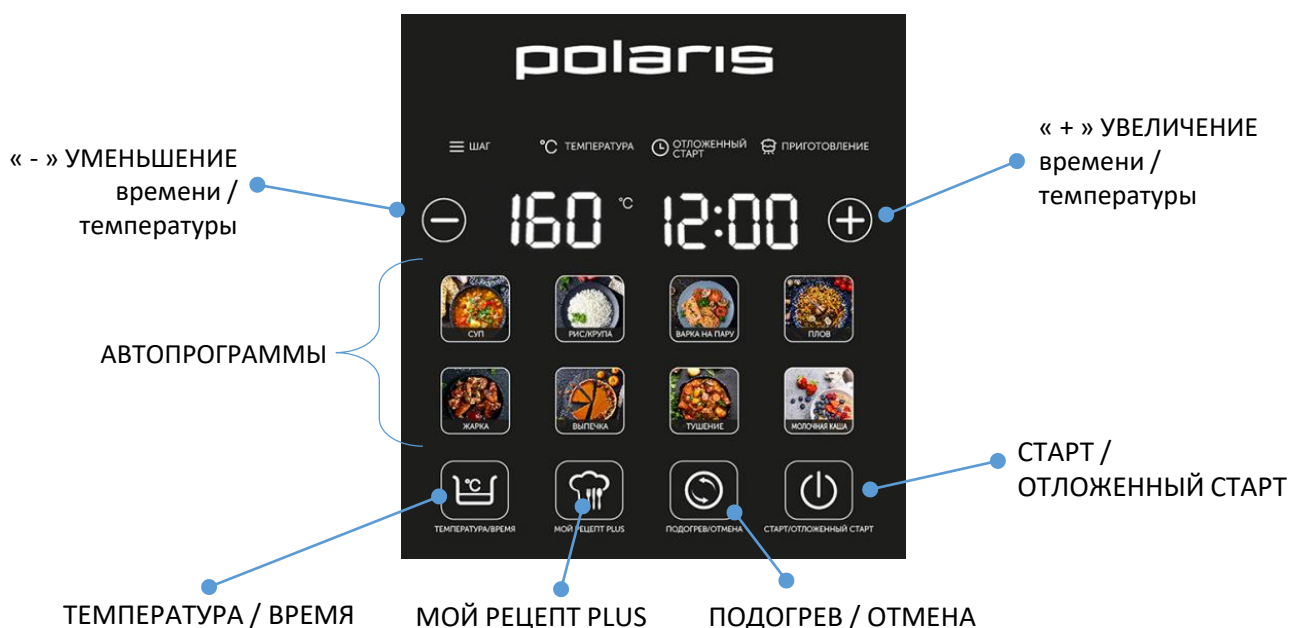 polaris
« - » УМЕНЬШЕНИЕ
времени /
температуры
« + » УВЕЛИЧЕНИЕ
времени /
температуры
ШАГ
°C ТЕМПЕРАТУРА
ОТЛОЖЕННЫЙ
СТАРТ
ПРИГОТОВЛЕНИЕ
160 °C 12:00
АВТОПРОГРАММЫ
СУП
РИС/КРУПА
ВАРКА НА ПАРУ
ПЛОВ
ЖАРКА
ВЫПЕЧКА
ТУШЕНИЕ
МОЛОЧНАЯ КАША
°C
ТЕМПЕРАТУРА/ВРЕМЯ
МОЙ РЕЦЕПТ PLUS
ПОДОГРЕВ/ОТМЕНА
СТАРТ/ОТЛОЖЕННЫЙ СТАРТ
СТАРТ /
ОТЛОЖЕННЫЙ СТАРТ
ТЕМПЕРАТУРА / ВРЕМЯ
МОЙ РЕЦЕПТ PLUS
ПОДОГРЕВ / ОТМЕНА